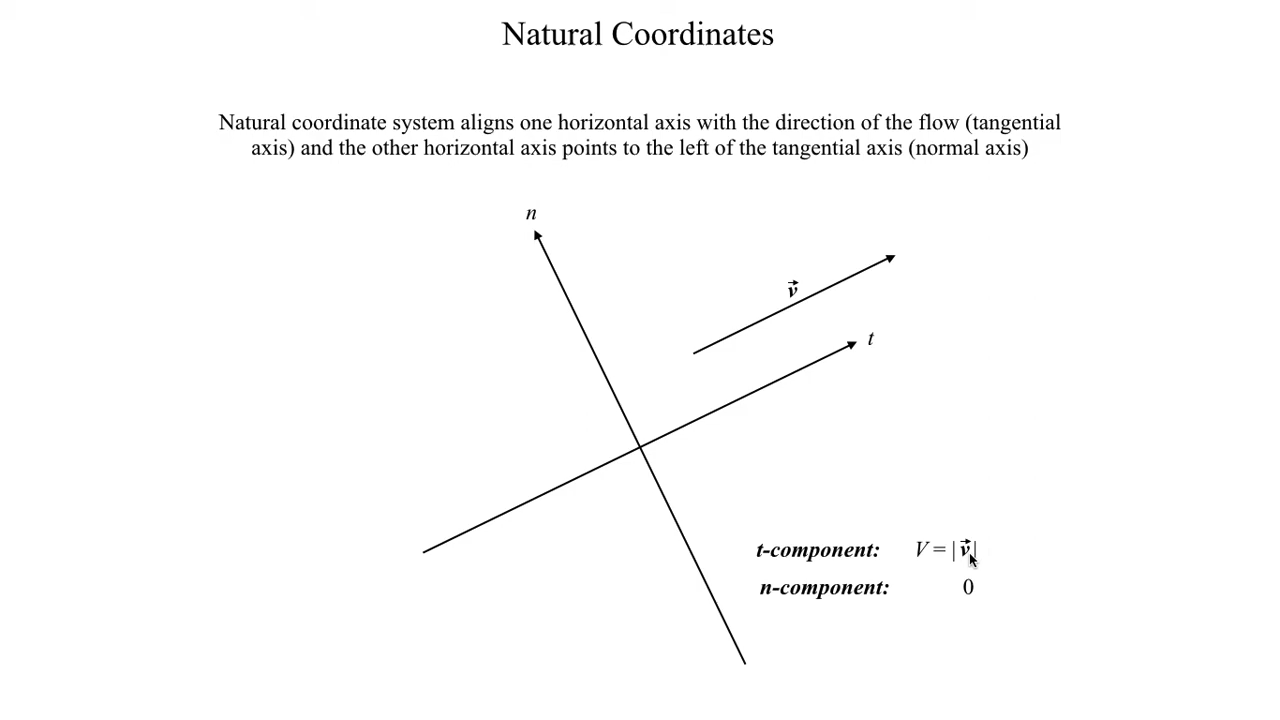 Natural Coordinates
Natural coordinate system aligns one horizontal axis with the direction of the flow (tangential
axis) and the other horizontal axis points to the left of the tangential axis (normal axis)
n
v⃗
t
t-component: V = | v⃗ |
n-component: 0